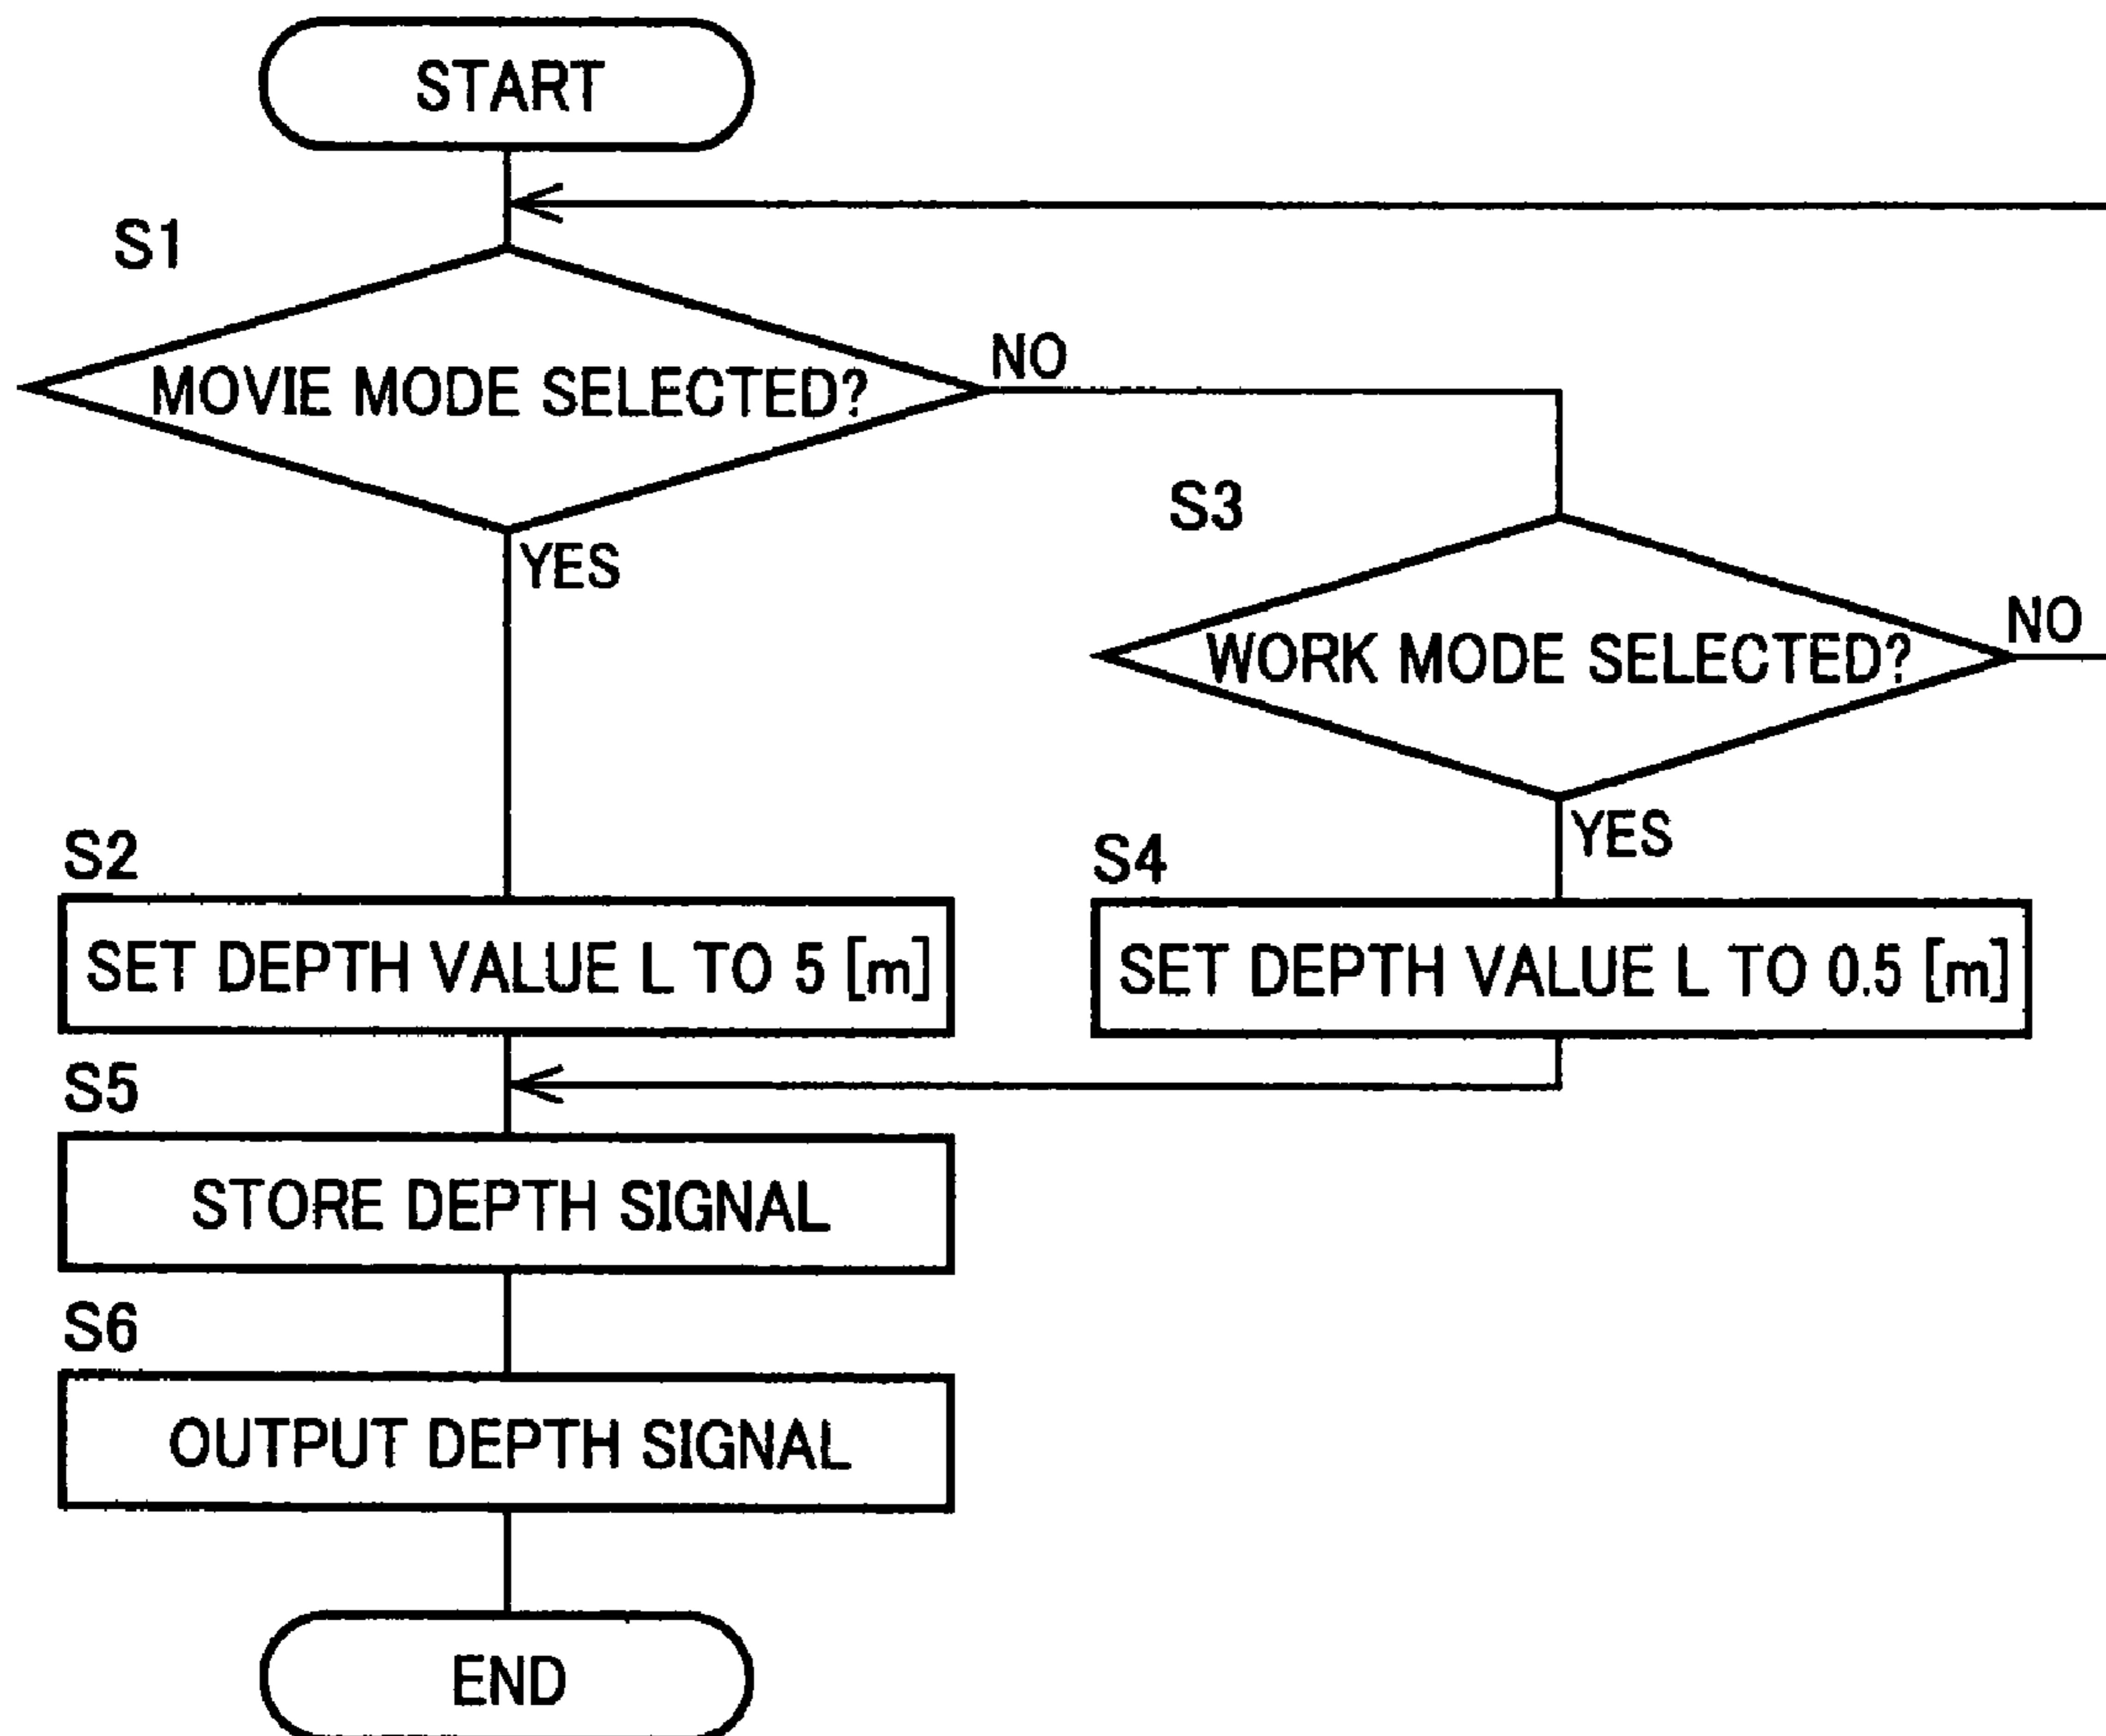 START
S1
MOVIE MODE SELECTED?
NO
YES
S3
WORK MODE SELECTED?
NO
YES
S2
SET DEPTH VALUE L TO 5 [m]
S4
SET DEPTH VALUE L TO 0.5 [m]
S5
STORE DEPTH SIGNAL
S6
OUTPUT DEPTH SIGNAL
END